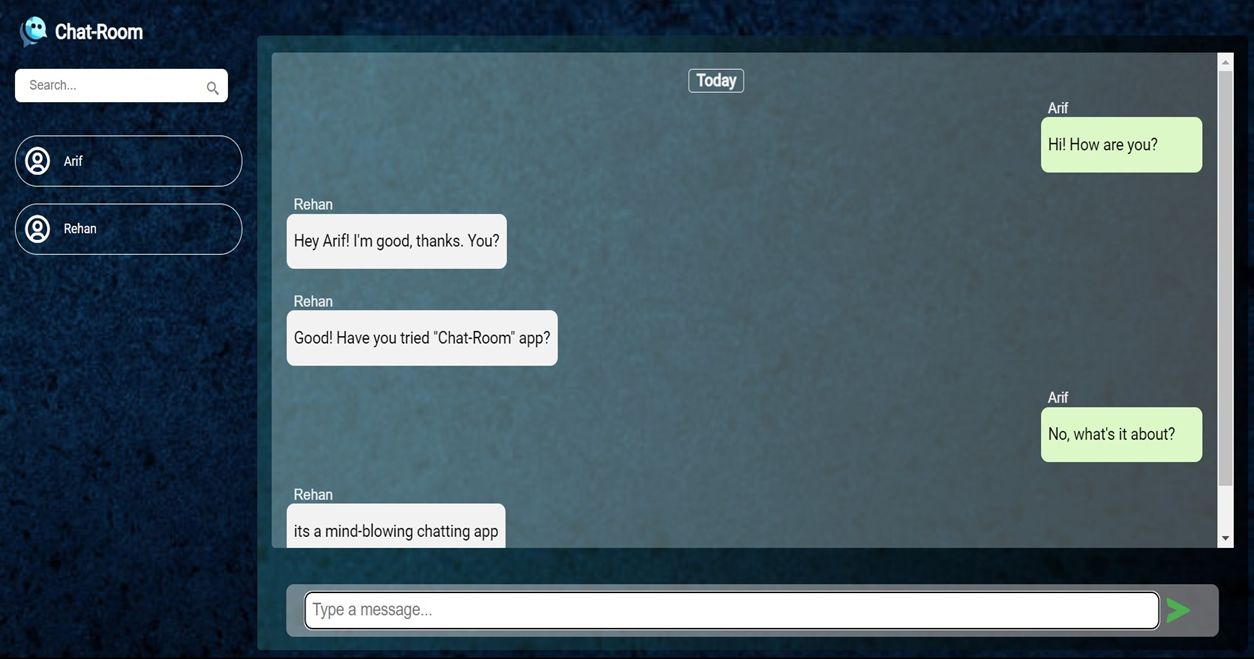 Chat-Room
Search...
Arif
Rehan
Today
Arif
Hi! How are you?
Rehan
Hey Arif! I'm good, thanks. You?
Rehan
Good! Have you tried "Chat-Room" app?
Arif
No, what's it about?
Rehan
its a mind-blowing chatting app
Type a message...